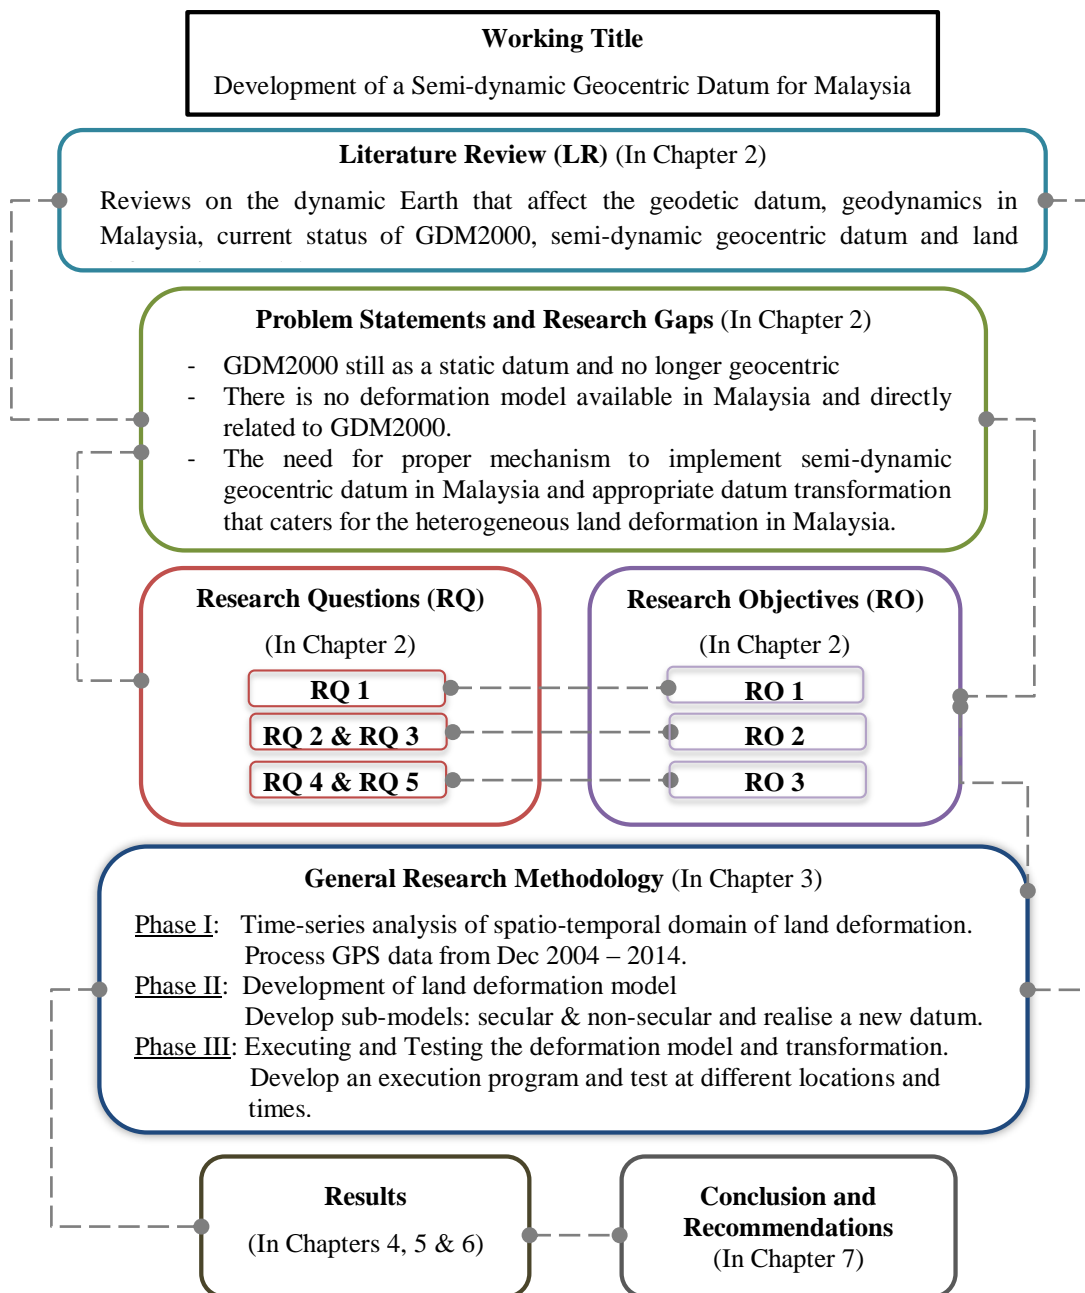 Working Title
Development of a Semi-dynamic Geocentric Datum for Malaysia
Literature Review (LR) (In Chapter 2)
Reviews on the dynamic Earth that affect the geodetic datum, geodynamics in
Malaysia, current status of GDM2000, semi-dynamic geocentric datum and land
Problem Statements and Research Gaps (In Chapter 2)
- GDM2000 still as a static datum and no longer geocentric
- There is no deformation model available in Malaysia and directly
related to GDM2000.
- The need for proper mechanism to implement semi-dynamic
geocentric datum in Malaysia and appropriate datum transformation
that caters for the heterogeneous land deformation in Malaysia.
Research Questions (RQ)
(In Chapter 2)
RQ 1
RQ 2 & RQ 3
RQ 4 & RQ 5
Research Objectives (RO)
(In Chapter 2)
RO 1
RO 2
RO 3
General Research Methodology (In Chapter 3)
Phase I: Time-series analysis of spatio-temporal domain of land deformation.
Process GPS data from Dec 2004 – 2014.
Phase II: Development of land deformation model
Develop sub-models: secular & non-secular and realise a new datum.
Phase III: Executing and Testing the deformation model and transformation.
Develop an execution program and test at different locations and
times.
Results
(In Chapters 4, 5 & 6)
Conclusion and
Recommendations
(In Chapter 7)